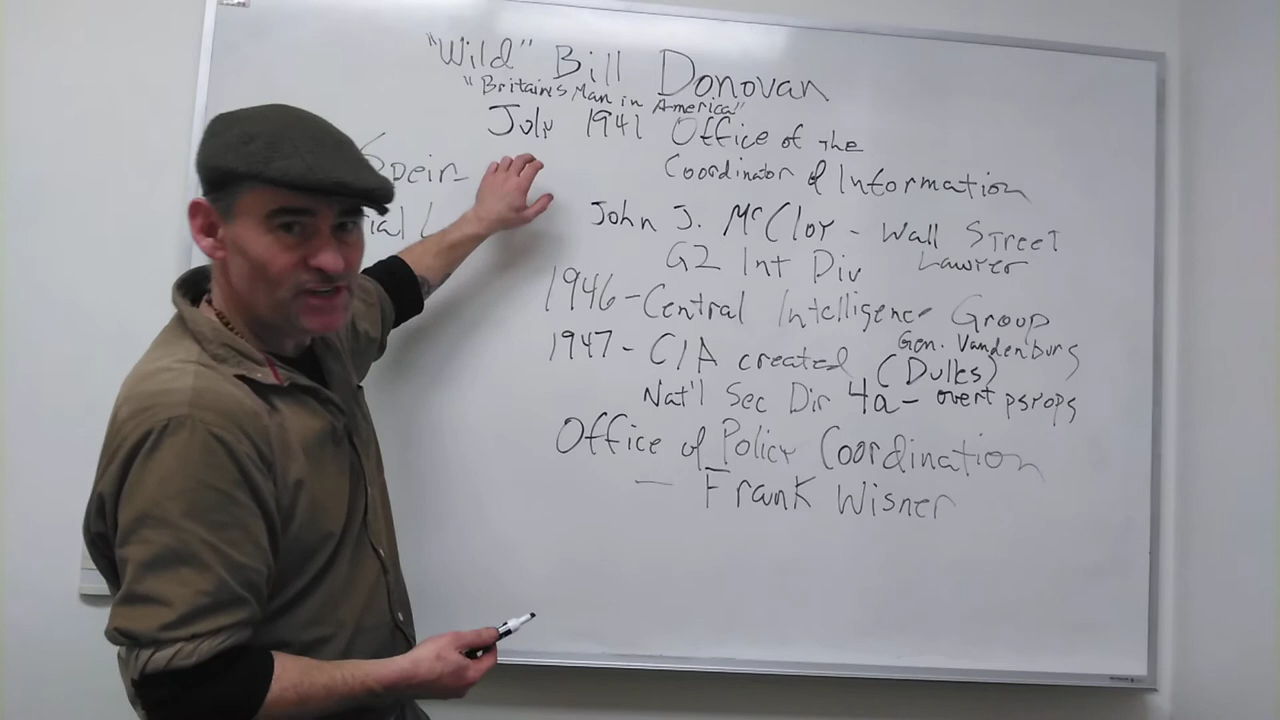 "Wild" Bill Donovan
"Britains Man in America"
July 1941 Office of the
Coordinator of Information
John J. McCloy - Wall Street
Lawyer
G2 Int Div
1946 - Central Intelligence Group
Gen. Vandenburg
1947 - CIA created (Dulles)
Nat'l Sec Dir 4a - overt psyops
Office of Policy Coordination
- Frank Wisner